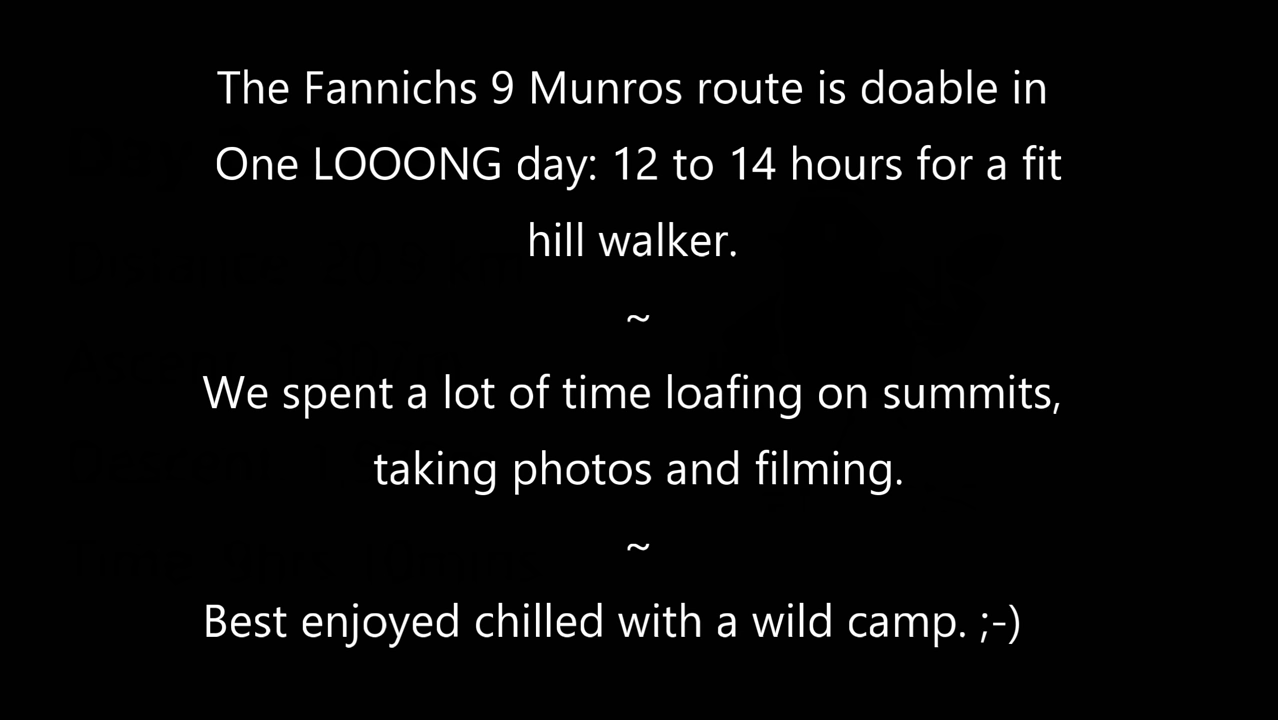 The Fannichs 9 Munros route is doable in
One LOOONG day: 12 to 14 hours for a fit
hill walker.
~
We spent a lot of time loafing on summits,
taking photos and filming.
~
Best enjoyed chilled with a wild camp. ;-)